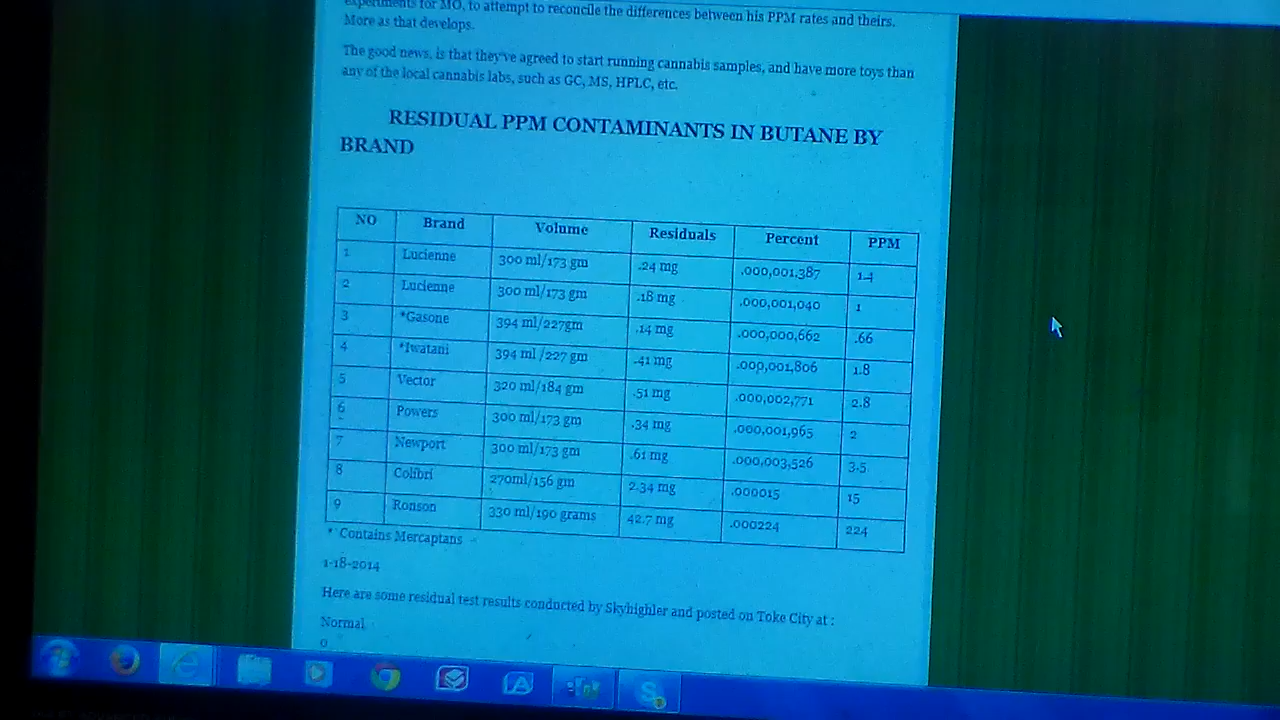 experiments for MO, to attempt to reconcile the differences between his PPM rates and theirs.
More as that develops.
The good news, is that they've agreed to start running cannabis samples, and have more toys than
any of the local cannabis labs, such as GC, MS, HPLC, etc.
RESIDUAL PPM CONTAMINANTS IN BUTANE BY
BRAND
NO Brand Volume Residuals Percent PPM
1 Lucienne 300 ml/173 gm .24 mg .000,001,387 1.4
2 Lucienne 300 ml/173 gm .18 mg .000,001,040 1
3 *Gasone 394 ml/227gm .14 mg .000,000,662 .66
4 *Iwatani 394 ml /227 gm .41 mg .000,001,806 1.8
5 Vector 320 ml/184 gm .51 mg .000,002,771 2.8
6 Powers 300 ml/173 gm .34 mg .000,001,965 2
7 Newport 300 ml/173 gm .61 mg .000,003,526 3.5
8 Colibri 270ml/156 gm 2.34 mg .000015 15
9 Ronson 330 ml/190 grams 42.7 mg .000224 224
* Contains Mercaptans
1-18-2014
Here are some residual test results conducted by Skyhighler and posted on Toke City at :
Normal
0